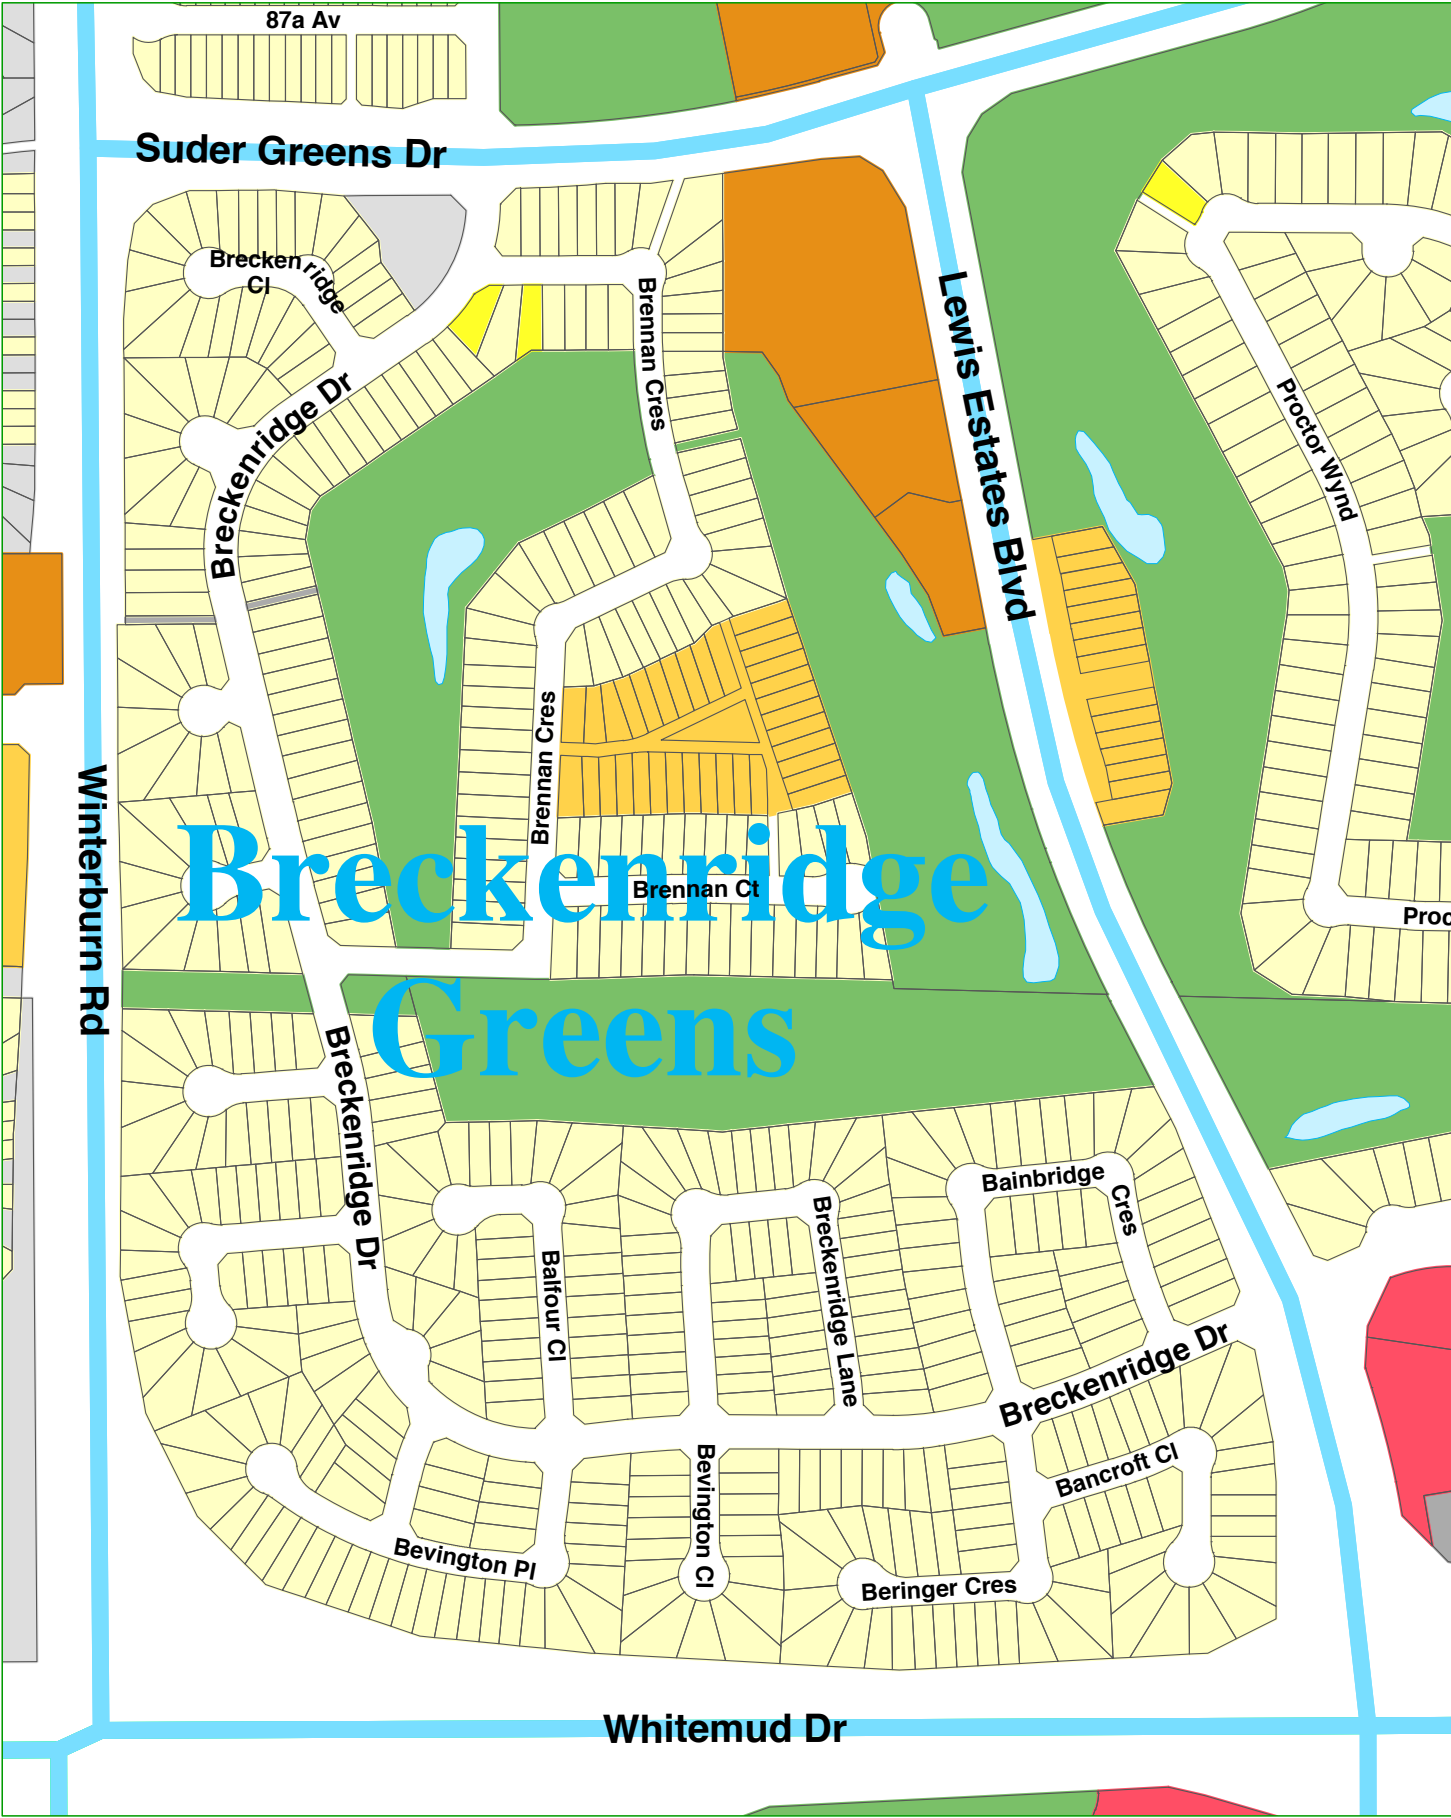 87a Av
Suder Greens Dr
Breckenridge
Cl
Brennan Cres
Lewis Estates Blvd
Breckenridge Dr
Proctor Wynd
Brennan Cres
Winterburn Rd
Breckenridge
Greens
Brennan Ct
Proc
Breckenridge Dr
Bainbridge
Cres
Balfour Cl
Breckenridge Lane
Breckenridge Dr
Bevington Cl
Bancroft Cl
Bevington Pl
Beringer Cres
Whitemud Dr